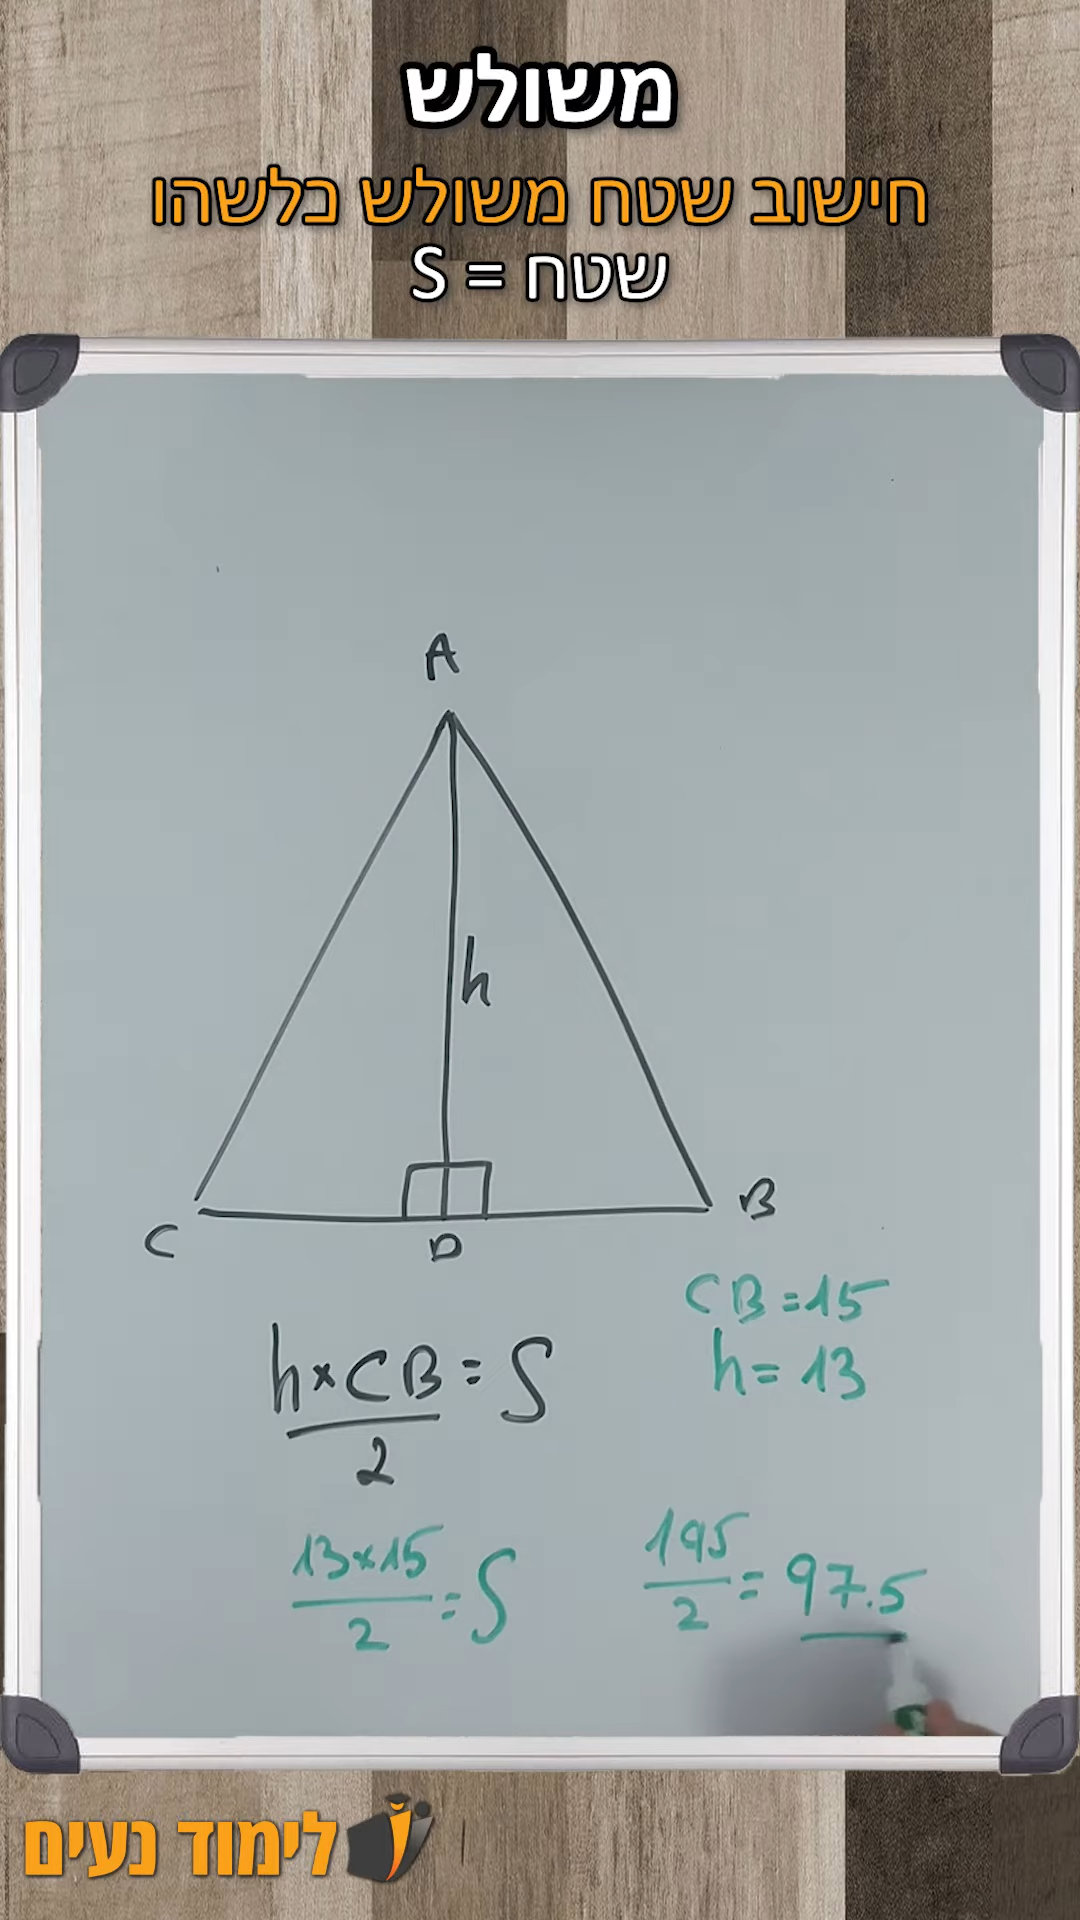 משולש
חישוב שטח משולש כלשהו
שטח = S
A
h
C
D
B
CB=15
h=13
h×CB/2=S
13×15/2=S
195/2=97.5
לימוד נעים